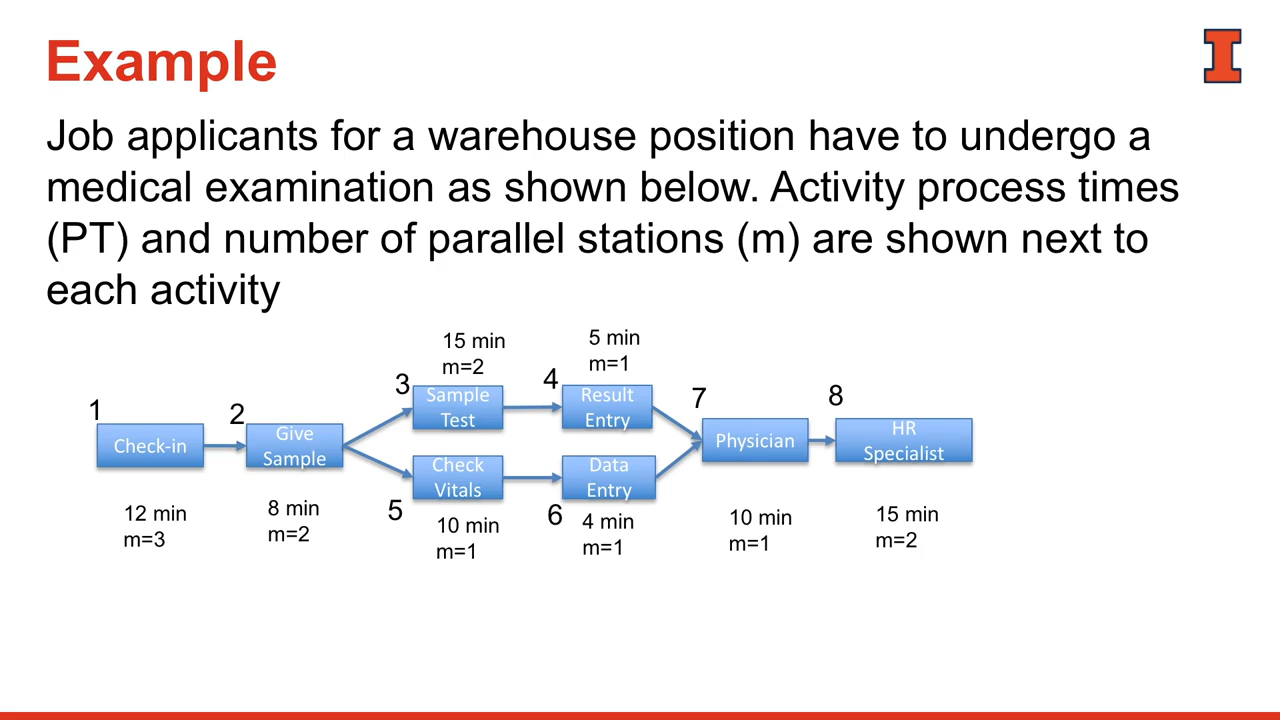 Example
I
Job applicants for a warehouse position have to undergo a
medical examination as shown below. Activity process times
(PT) and number of parallel stations (m) are shown next to
each activity
1
Check-in
12 min
m=3
2
Give
Sample
8 min
m=2
3
15 min
m=2
Sample
Test
4
5 min
m=1
Result
Entry
5
Check
Vitals
10 min
m=1
6
Data
Entry
4 min
m=1
7
Physician
10 min
m=1
8
HR
Specialist
15 min
m=2